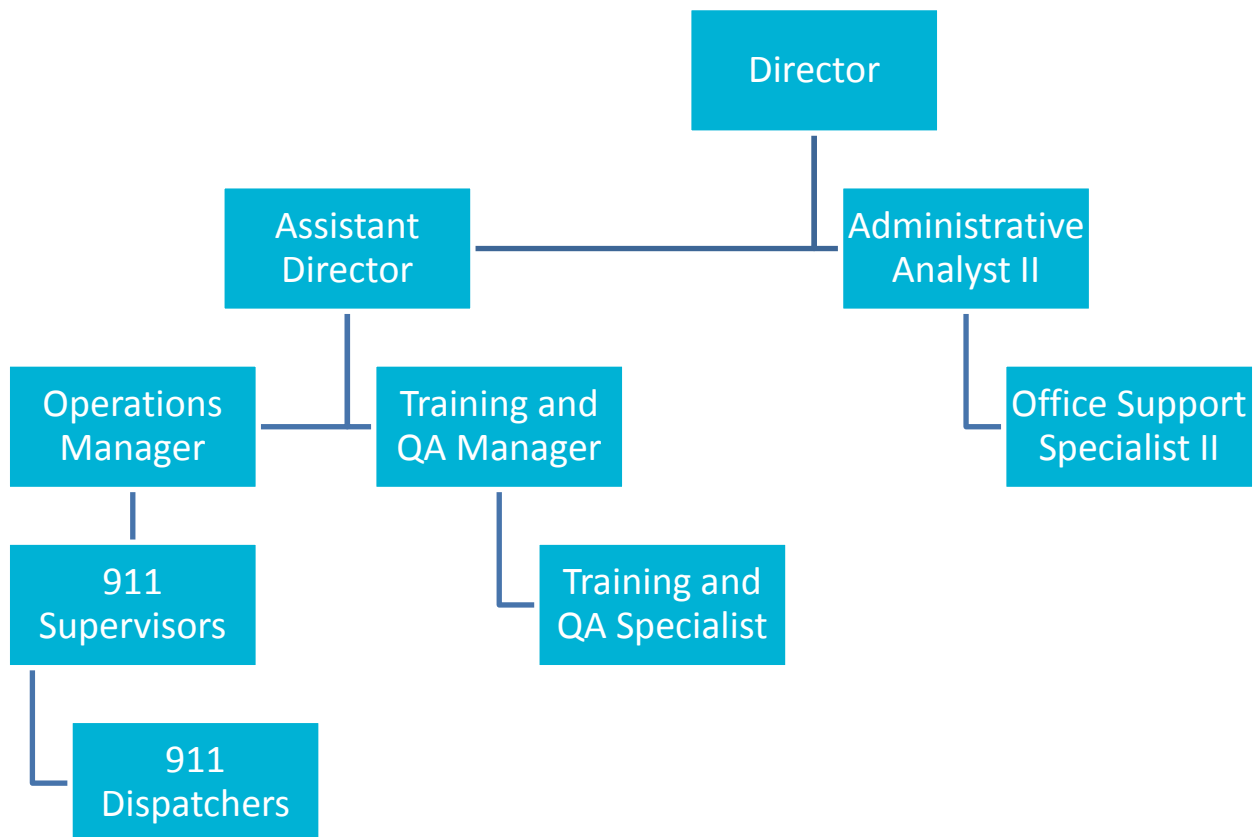 Director
Assistant
Director
Administrative
Analyst II
Operations
Manager
Training and
QA Manager
Office Support
Specialist II
911
Supervisors
Training and
QA Specialist
911
Dispatchers